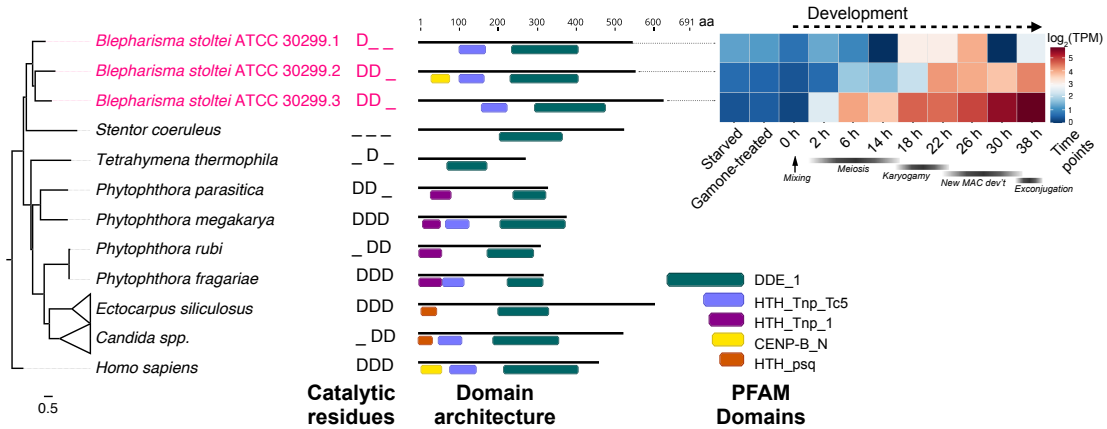 Development
1 100 200 300 400 500 600 691 aa
log2(TPM)
Blepharisma stoltei ATCC 30299.1 D_ _
Blepharisma stoltei ATCC 30299.2 DD _
Blepharisma stoltei ATCC 30299.3 DD _
6
5
4
3
2
1
0
Stentor coeruleus _ _ _
Tetrahymena thermophila _ D _
Phytophthora parasitica DD _
Phytophthora megakarya DDD
Phytophthora rubi _ DD
Phytophthora fragariae DDD
Ectocarpus siliculosus DDD
Candida spp. _ DD
Homo sapiens DDD
Starved
Gamone-treated
0 h
2 h
6 h
14 h
18 h
22 h
26 h
30 h
38 h
Time
points
Mixing
Meiosis
Karyogamy
New MAC dev't
Exconjugation
DDE_1
HTH_Tnp_Tc5
HTH_Tnp_1
CENP-B_N
HTH_psq
0.5
Catalytic
residues
Domain
architecture
PFAM
Domains